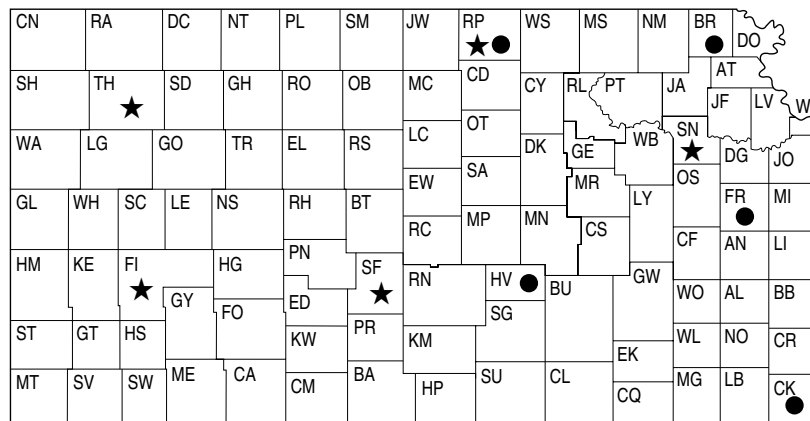 CN RA DC NT PL SM JW RP WS MS NM BR DO
SH TH SD GH RO OB MC CD CY RL PT JA AT
JF LV W
WA LG GO TR EL RS LC OT DK GE WB SN DG JO
GL WH SC LE NS RH BT EW SA MR LY OS FR MI
RC MP MN CS
HM KE FI HG PN SF RN HV BU GW CF AN LI
GY ED SG WO AL BB
ST GT HS FO KW PR KM EK WL NO CR
MT SV SW ME CA CM BA HP SU CL CQ MG LB CK